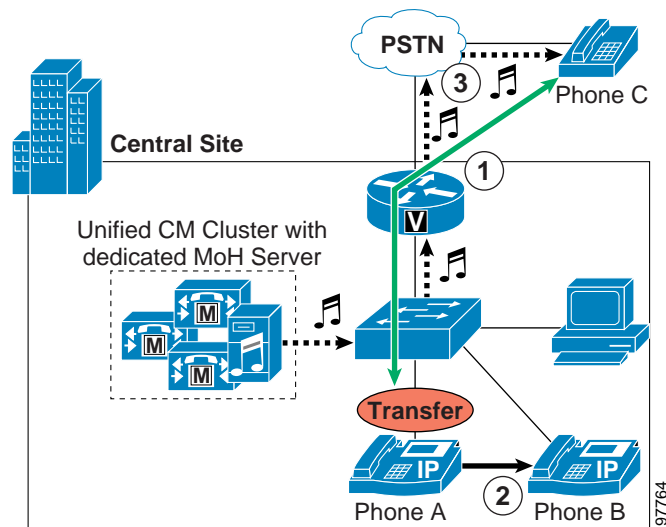 PSTN
3
Phone C
Central Site
1
V
Unified CM Cluster with
dedicated MoH Server
M
M
M
Transfer
IP
IP
2
Phone A
Phone B
97764